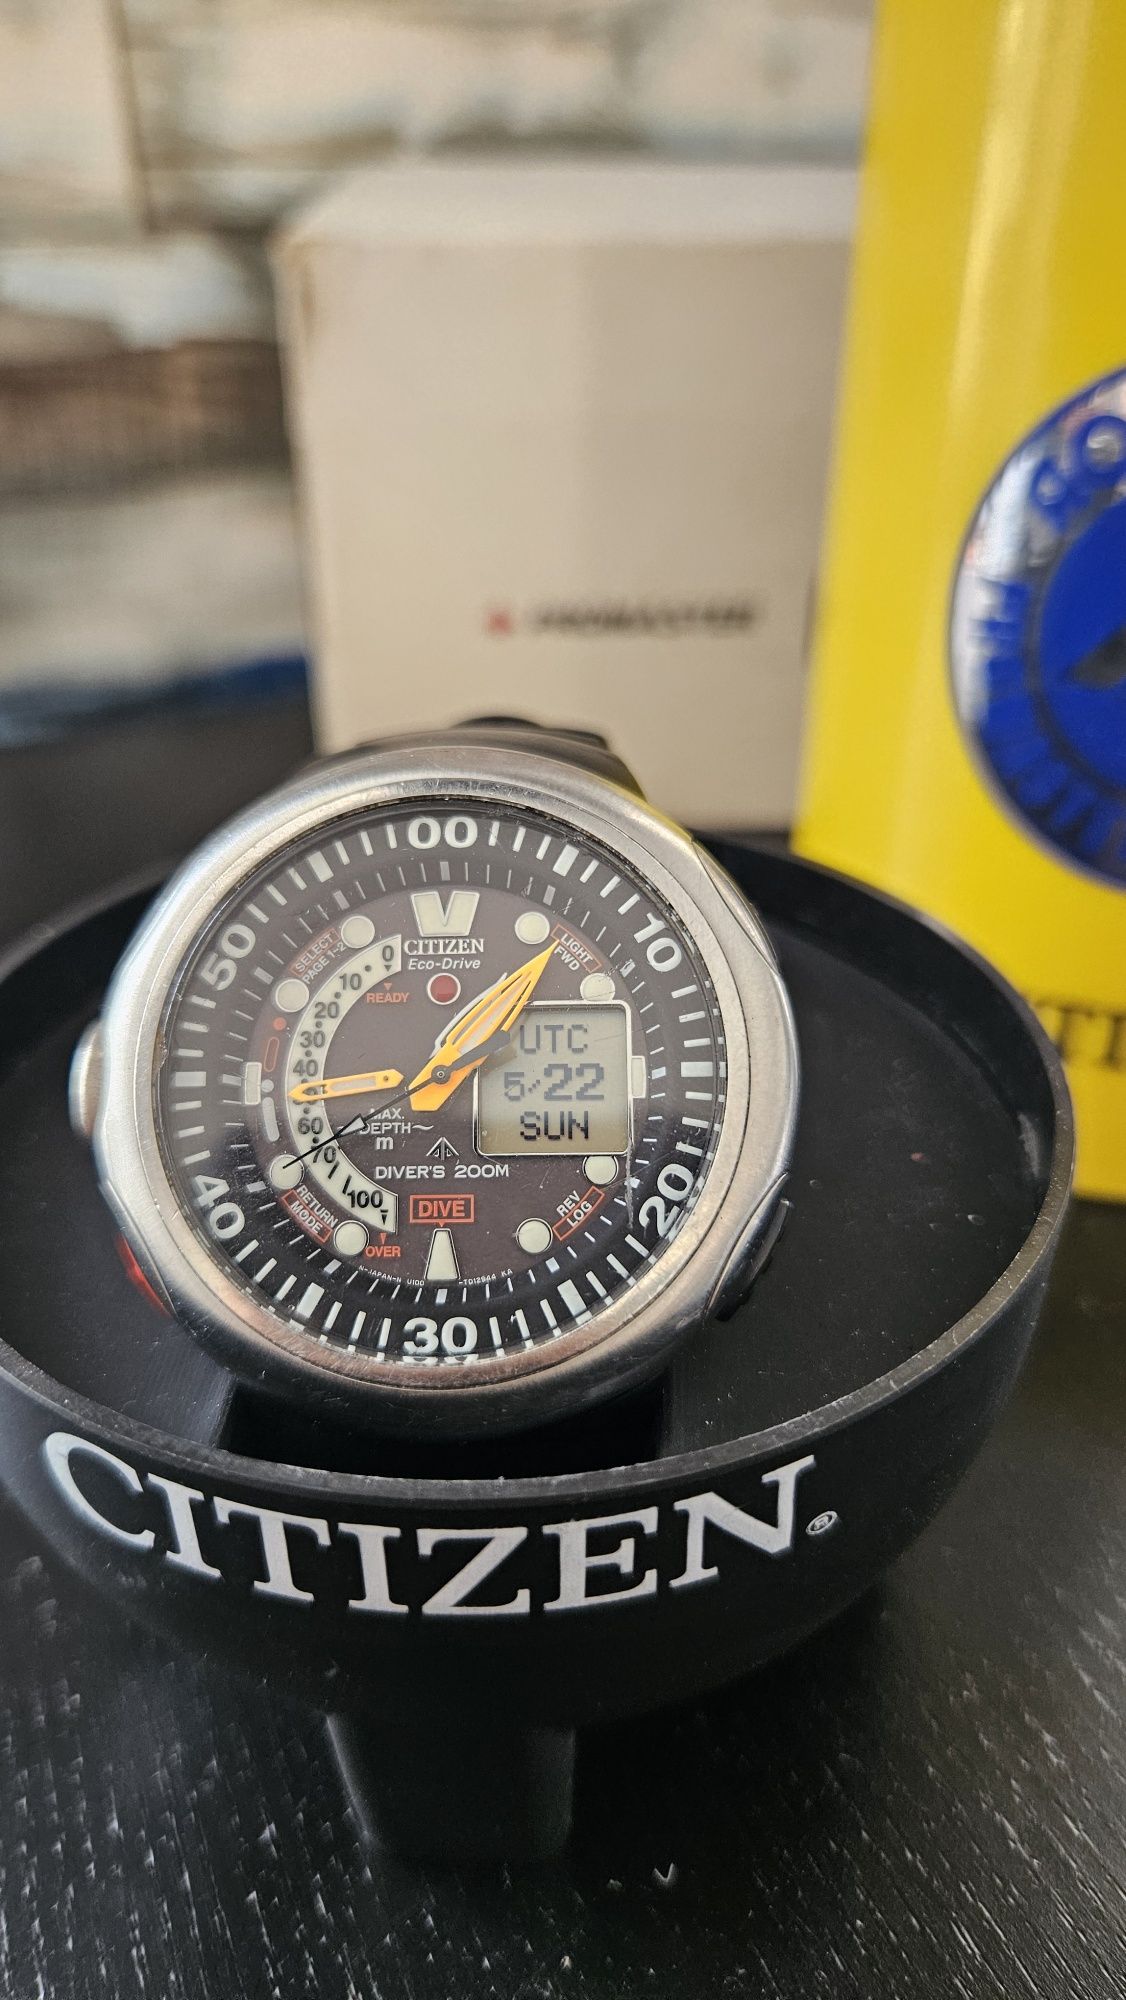 PROMASTER
00
10
20
30
40
50
CITIZEN
Eco-Drive
SELECT
PAGE 1-2
LIGHT
FWD
0
10
20
30
40
50
60
70
100
READY
UTC
5-22
SUN
MAX.
DEPTH~
m
DIVER'S 200M
RETURN
MODE
DIVE
REV
LOG
OVER
CITIZEN®